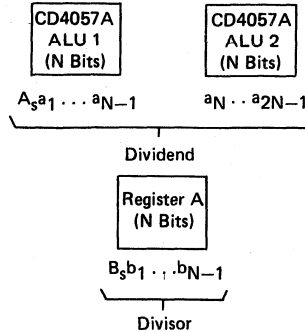 CD4057A
ALU 1
(N Bits)
CD4057A
ALU 2
(N Bits)
Asa1 · · · aN−1
aN · · a2N−1
Dividend
Register A
(N Bits)
Bsb1 · · · bN−1
Divisor